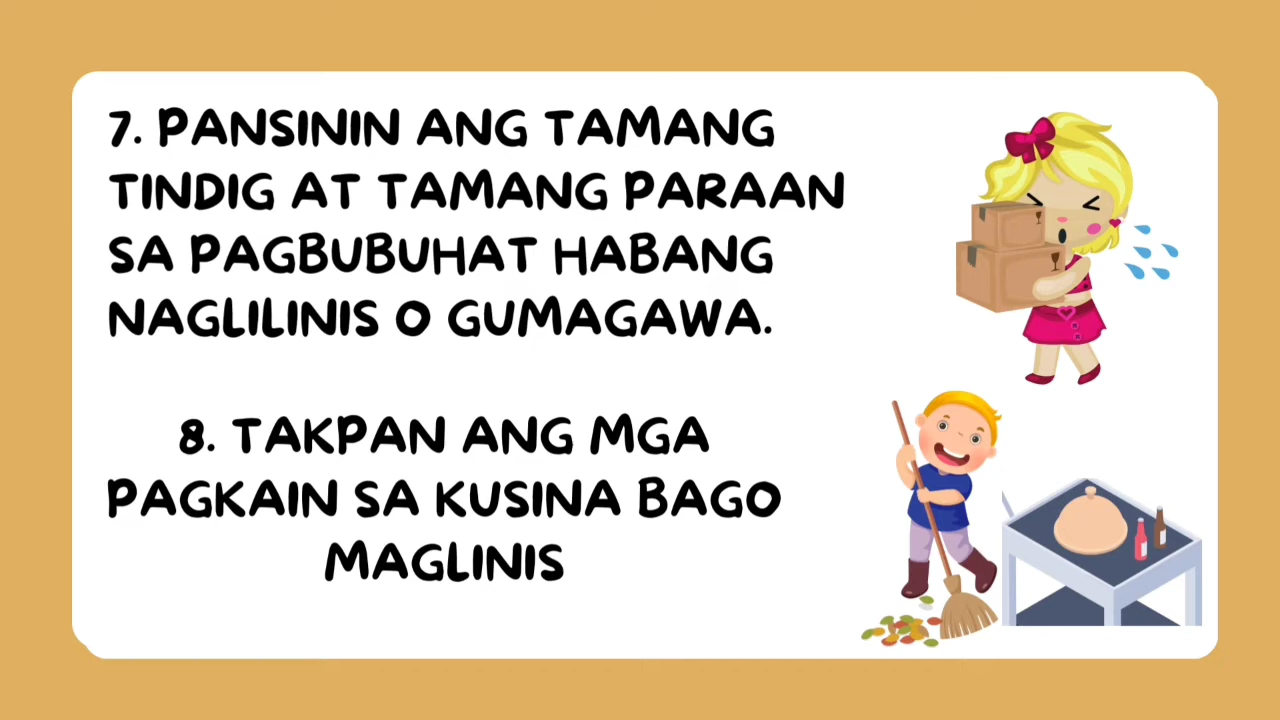 7. PANSININ ANG TAMANG
TINDIG AT TAMANG PARAAN
SA PAGBUBUHAT HABANG
NAGLILINIS O GUMAGAWA.
8. TAKPAN ANG MGA
PAGKAIN SA KUSINA BAGO
MAGLINIS